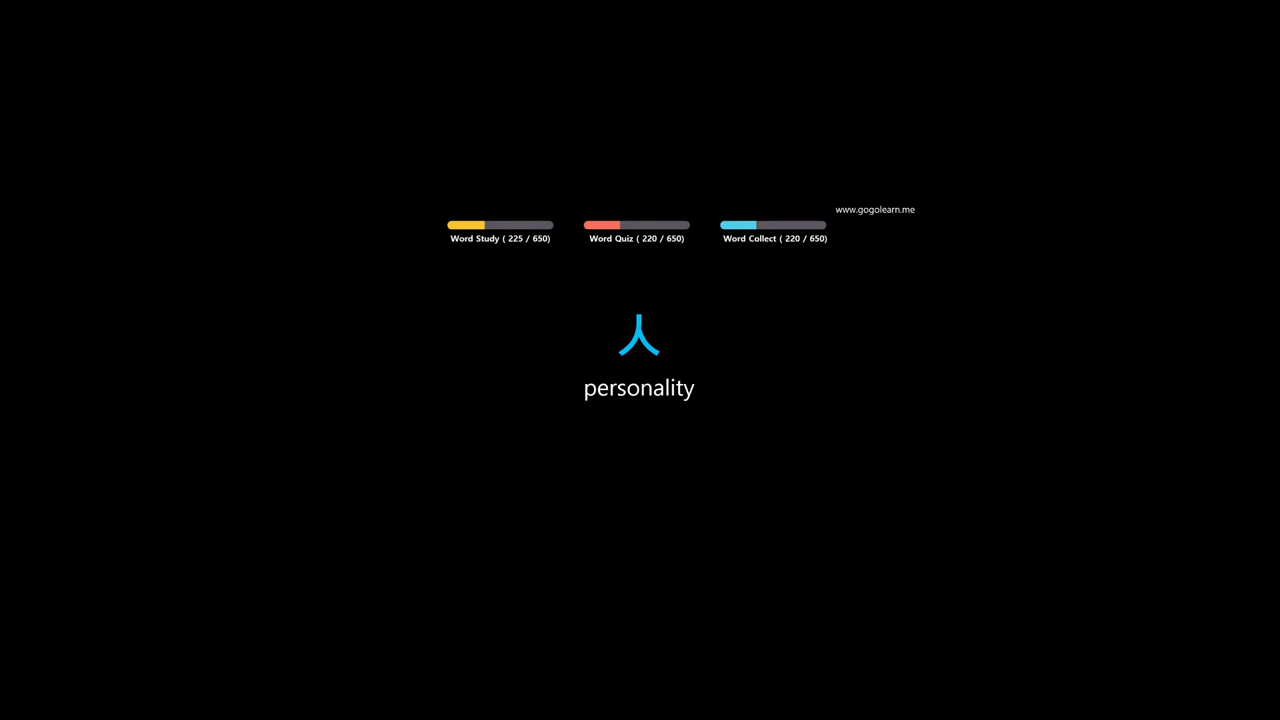 www.gogolearn.me
Word Study ( 225 / 650)
Word Quiz ( 220 / 650)
Word Collect ( 220 / 650)
人
personality